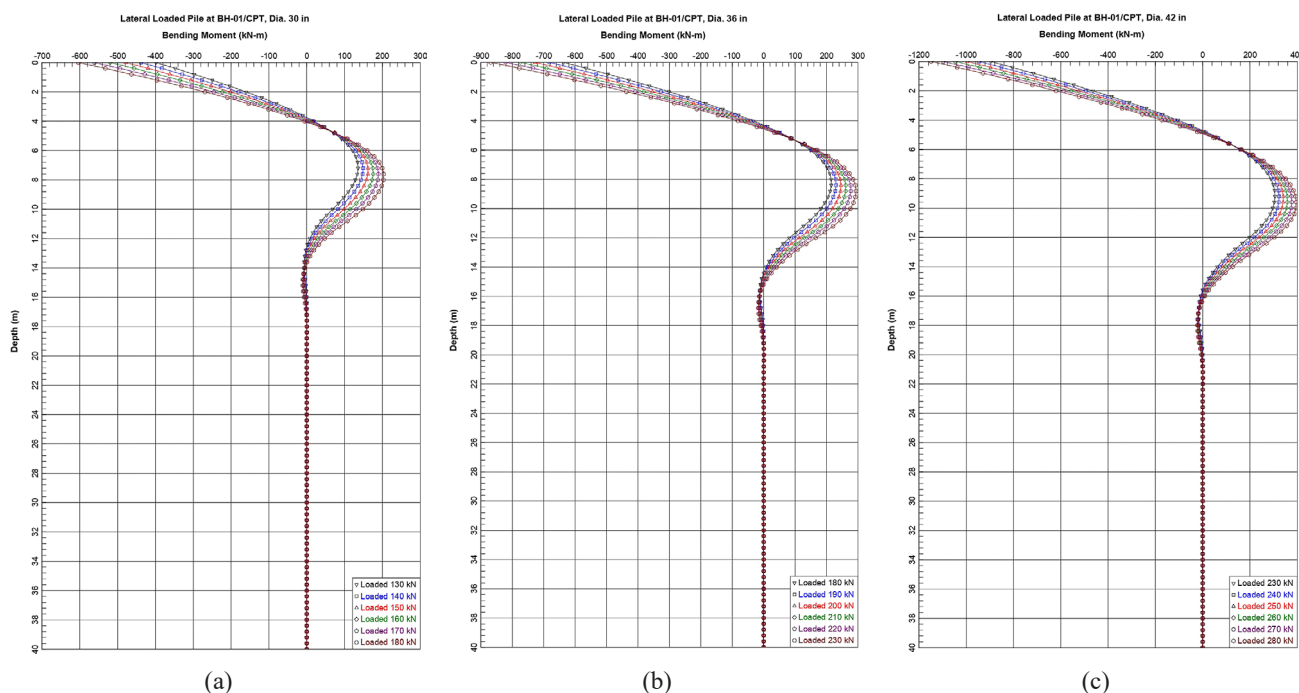 Lateral Loaded Pile at BH-01/CPT, Dia. 30 in
Bending Moment (kN-m)
-700 -600 -500 -400 -300 -200 -100 0 100 200 300
Depth (m)
0
2
4
6
8
10
12
14
16
18
20
22
24
26
28
30
32
34
36
38
40
Loaded 130 kN
Loaded 140 kN
Loaded 150 kN
Loaded 160 kN
Loaded 170 kN
Loaded 180 kN
(a)
Lateral Loaded Pile at BH-01/CPT, Dia. 36 in
Bending Moment (kN-m)
-900 -800 -700 -600 -500 -400 -300 -200 -100 0 100 200 300
Depth (m)
0
2
4
6
8
10
12
14
16
18
20
22
24
26
28
30
32
34
36
38
40
Loaded 180 kN
Loaded 190 kN
Loaded 200 kN
Loaded 210 kN
Loaded 220 kN
Loaded 230 kN
(b)
Lateral Loaded Pile at BH-01/CPT, Dia. 42 in
Bending Moment (kN-m)
-1200 -1000 -800 -600 -400 -200 0 200 400
Depth (m)
0
2
4
6
8
10
12
14
16
18
20
22
24
26
28
30
32
34
36
38
40
Loaded 230 kN
Loaded 240 kN
Loaded 250 kN
Loaded 260 kN
Loaded 270 kN
Loaded 280 kN
(c)